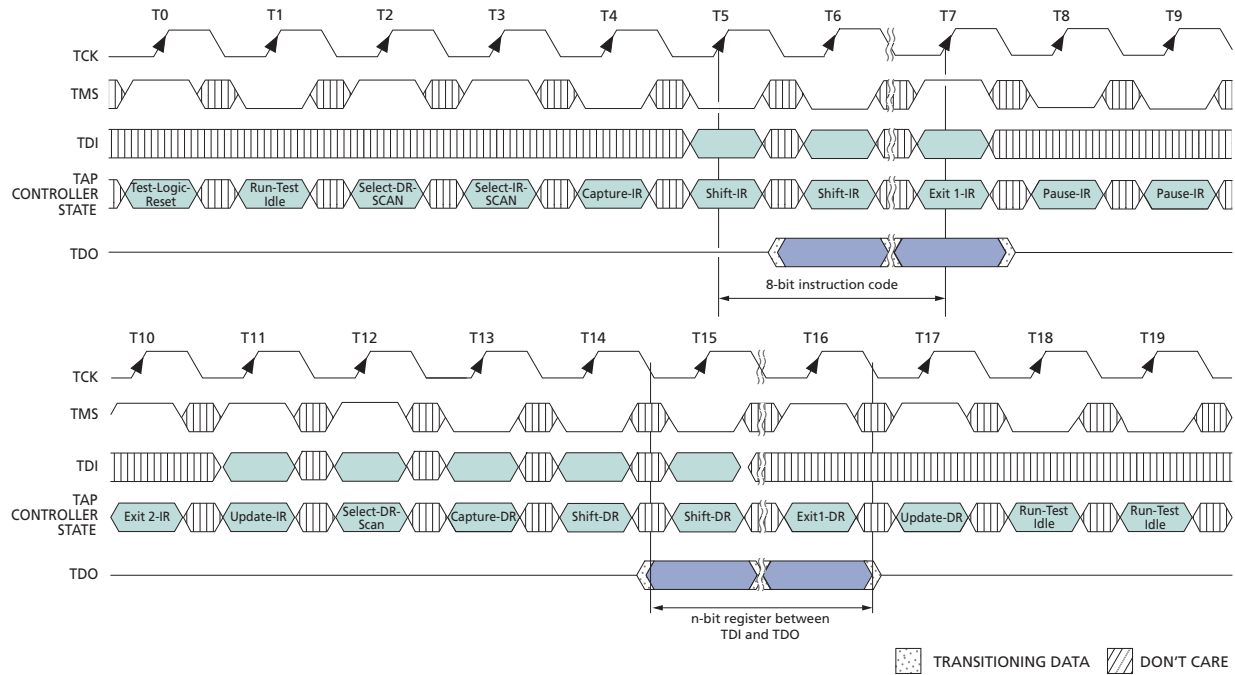 T0 T1 T2 T3 T4 T5 T6 T7 T8 T9
TCK
TMS
TDI
TAP
CONTROLLER
STATE
Test-Logic-
Reset
Run-Test
Idle
Select-DR-
SCAN
Select-IR-
SCAN
Capture-IR
Shift-IR
Shift-IR
Exit 1-IR
Pause-IR
Pause-IR
TDO
8-bit instruction code
T10 T11 T12 T13 T14 T15 T16 T17 T18 T19
TCK
TMS
TDI
TAP
CONTROLLER
STATE
Exit 2-IR
Update-IR
Select-DR-
Scan
Capture-DR
Shift-DR
Shift-DR
Exit1-DR
Update-DR
Run-Test
Idle
Run-Test
Idle
TDO
n-bit register between
TDI and TDO
TRANSITIONING DATA
DON'T CARE